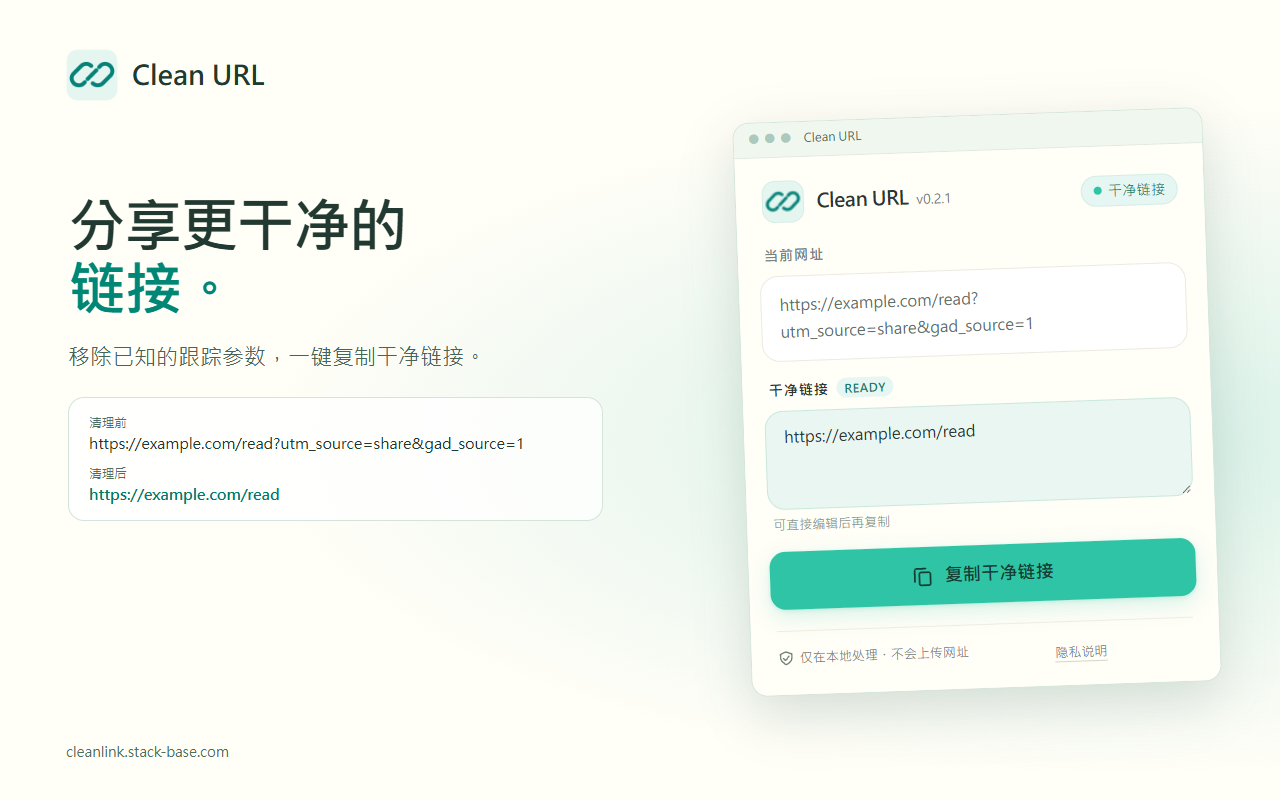 Clean URL
分享更干净的
链接。
移除已知的跟踪参数，一键复制干净链接。
清理前
https://example.com/read?utm_source=share&gad_source=1
清理后
https://example.com/read
cleanlink.stack-base.com
Clean URL
Clean URL v0.2.1
干净链接
当前网址
https://example.com/read?
utm_source=share&gad_source=1
干净链接 READY
https://example.com/read
可直接编辑后再复制
复制干净链接
仅在本地处理 · 不会上传网址
隐私说明